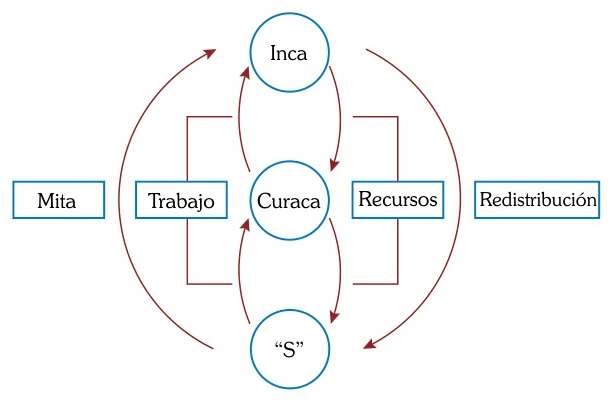 Inca
Mita
Trabajo
Curaca
Recursos
Redistribución
“S”